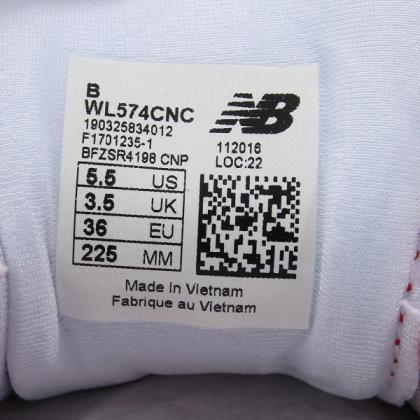 B
WL574CNC
190325834012
F1701235-1
BFZSR4198 CNP
NB
112016
LOC:22
5.5 US
3.5 UK
36 EU
225 MM
Made in Vietnam
Fabrique au Vietnam